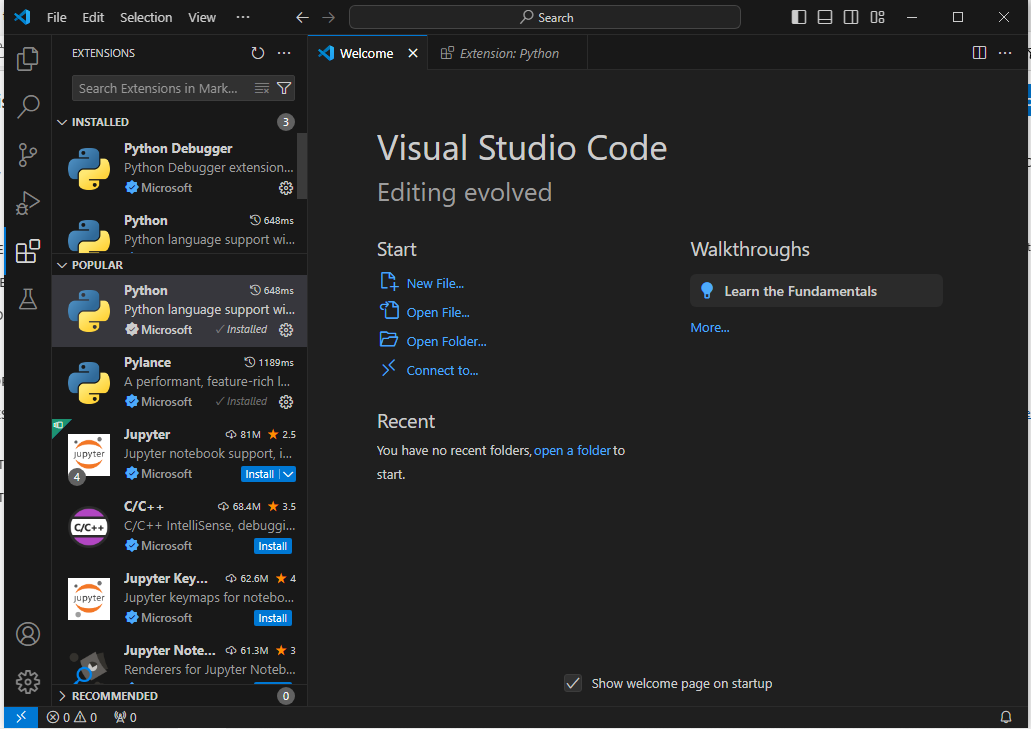 File Edit Selection View ··· Search
EXTENSIONS
Welcome Extension: Python
Search Extensions in Mark...
INSTALLED 3
Python Debugger
Python Debugger extension...
Microsoft
Python 648ms
Python language support wi...
POPULAR
Python 648ms
Python language support wi...
Microsoft Installed
Pylance 1189ms
A performant, feature-rich l...
Microsoft Installed
Jupyter 81M 2.5
Jupyter notebook support, i...
jupyter
4
Microsoft Install
C/C++ 68.4M 3.5
C/C++ IntelliSense, debuggi...
C/C++
Microsoft Install
Jupyter Key... 62.6M 4
Jupyter keymaps for notebo...
jupyter
Microsoft Install
Jupyter Note... 61.3M 3
Renderers for Jupyter Noteb...
RECOMMENDED 0
Visual Studio Code
Editing evolved
Start
New File...
Open File...
Open Folder...
Connect to...
Recent
You have no recent folders, open a folder to
start.
Walkthroughs
Learn the Fundamentals
More...
Show welcome page on startup
0 0 0